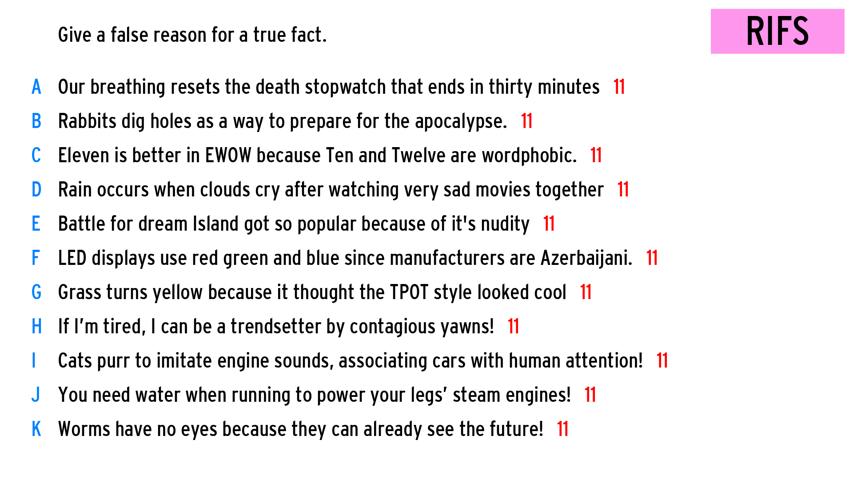 Give a false reason for a true fact.
RIFS
A Our breathing resets the death stopwatch that ends in thirty minutes 11
B Rabbits dig holes as a way to prepare for the apocalypse. 11
C Eleven is better in EWOW because Ten and Twelve are wordphobic. 11
D Rain occurs when clouds cry after watching very sad movies together 11
E Battle for dream Island got so popular because of it's nudity 11
F LED displays use red green and blue since manufacturers are Azerbaijani. 11
G Grass turns yellow because it thought the TPOT style looked cool 11
H If I'm tired, I can be a trendsetter by contagious yawns! 11
I Cats purr to imitate engine sounds, associating cars with human attention! 11
J You need water when running to power your legs' steam engines! 11
K Worms have no eyes because they can already see the future! 11